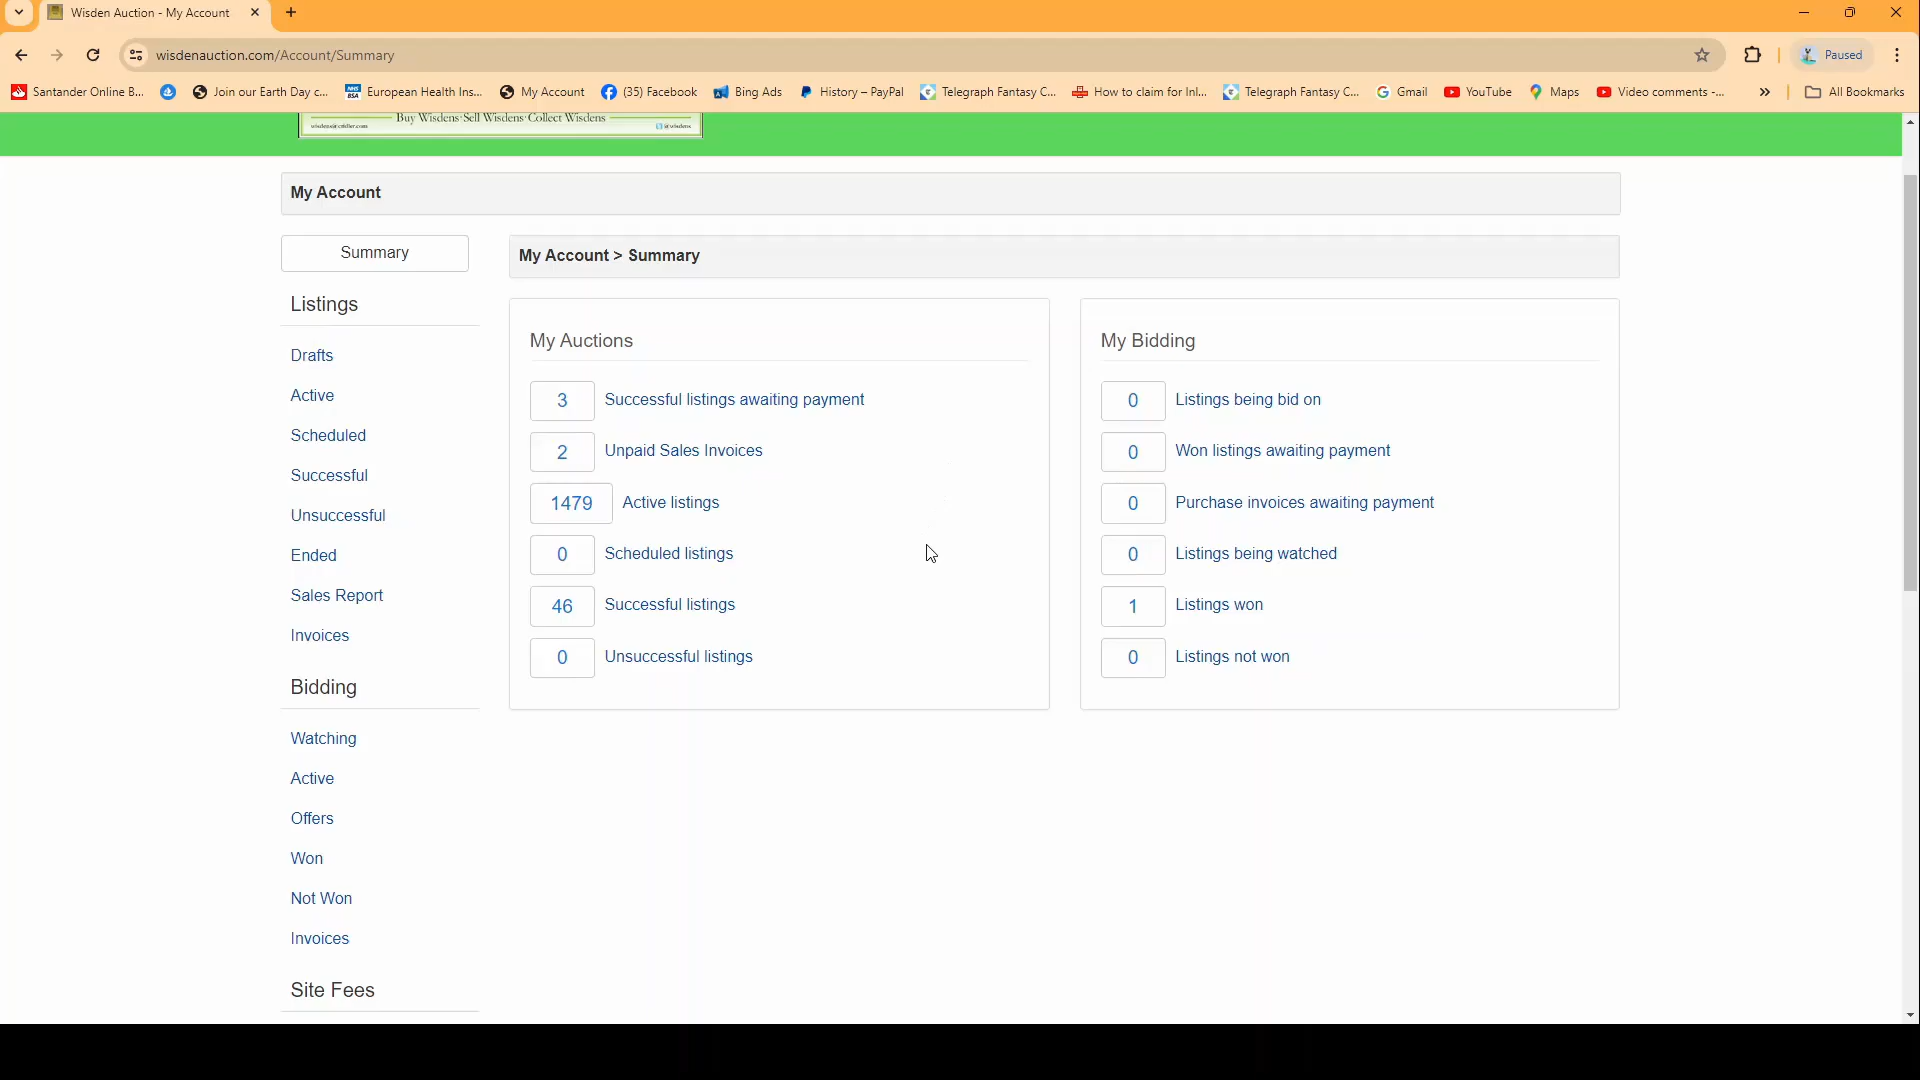 Wisden Auction - My Account
wisdenauction.com/Account/Summary
Paused
Santander Online B...
Join our Earth Day c...
NHS BSA
European Health Ins...
My Account
(35) Facebook
Bing Ads
History – PayPal
Telegraph Fantasy C...
How to claim for Inl...
Telegraph Fantasy C...
Gmail
YouTube
Maps
Video comments -...
All Bookmarks
Buy Wisdens·Sell Wisdens·Collect Wisdens
@wisdens
My Account
Summary
My Account > Summary
Listings
Drafts
Active
Scheduled
Successful
Unsuccessful
Ended
Sales Report
Invoices
Bidding
Watching
Active
Offers
Won
Not Won
Invoices
Site Fees
My Auctions
3 Successful listings awaiting payment
2 Unpaid Sales Invoices
1479 Active listings
0 Scheduled listings
46 Successful listings
0 Unsuccessful listings
My Bidding
0 Listings being bid on
0 Won listings awaiting payment
0 Purchase invoices awaiting payment
0 Listings being watched
1 Listings won
0 Listings not won